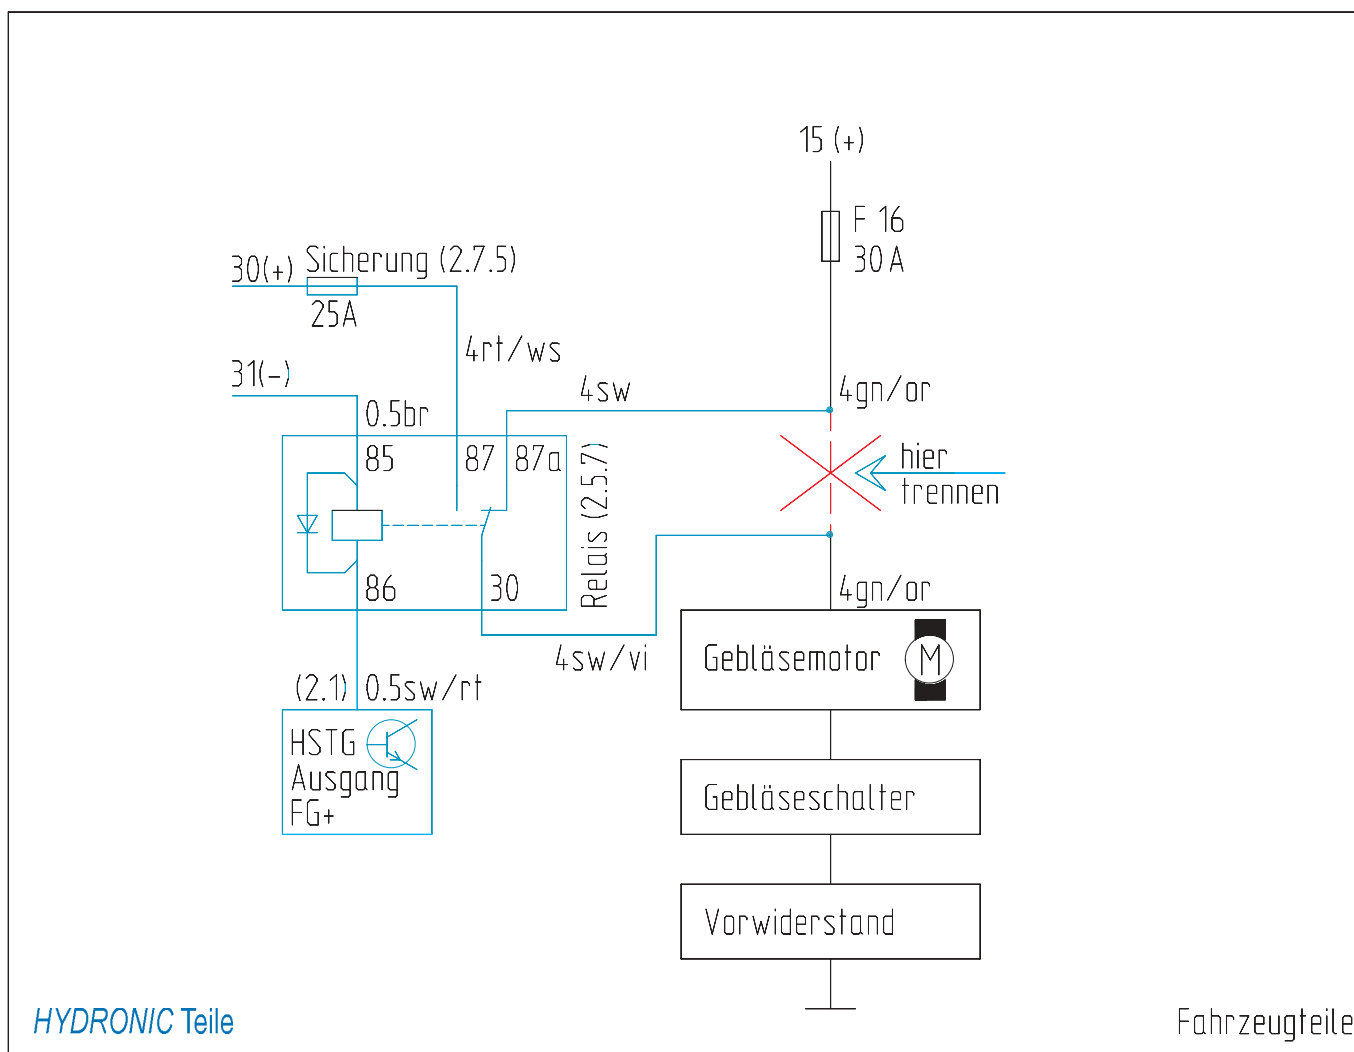 15 (+)
F 16
30 A
Sicherung (2.7.5)
30(+)
25A
4rt/ws
31(-)
4sw
4gn/or
0.5br
85
87
87a
hier
trennen
Relais (2.5.7)
86
30
4gn/or
4sw/vi
Gebläsemotor
M
(2.1)
0.5sw/rt
HSTG
Ausgang
FG+
Gebläseschalter
Vorwiderstand
HYDRONIC Teile
Fahrzeugteile